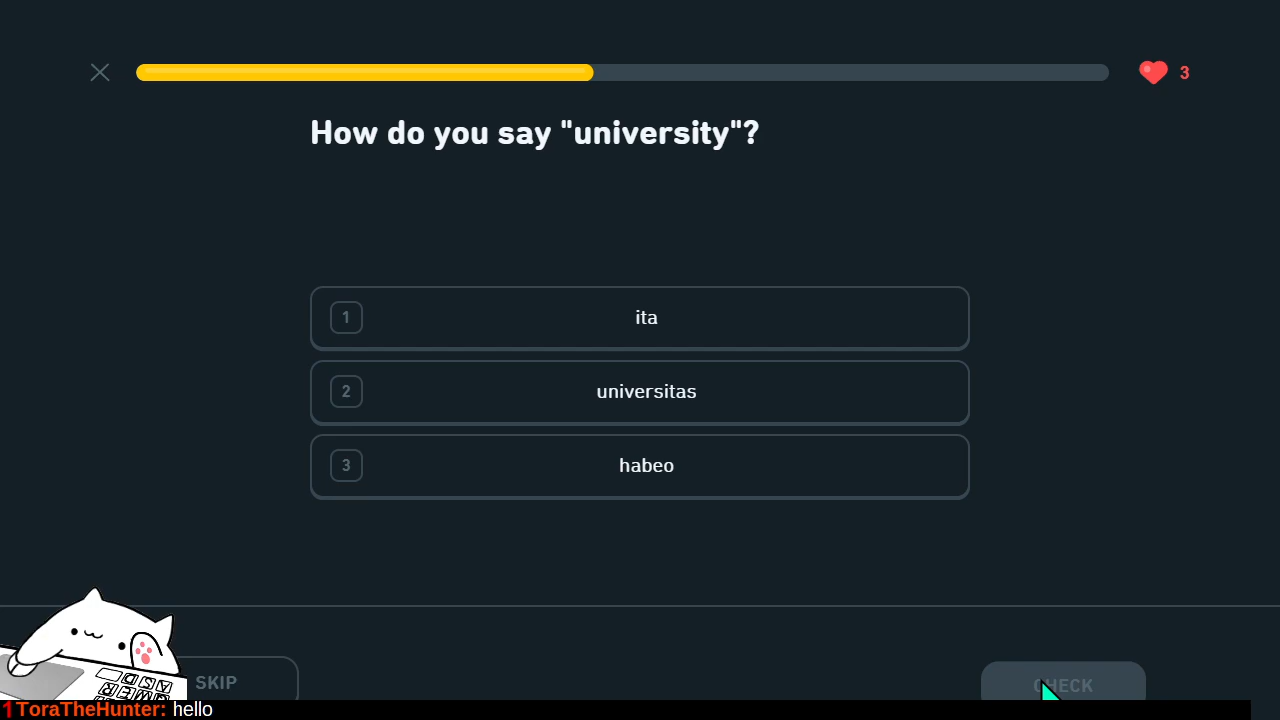 3
How do you say "university"?
1 ita
2 universitas
3 habeo
SKIP
CHECK
1 ToraTheHunter: hello